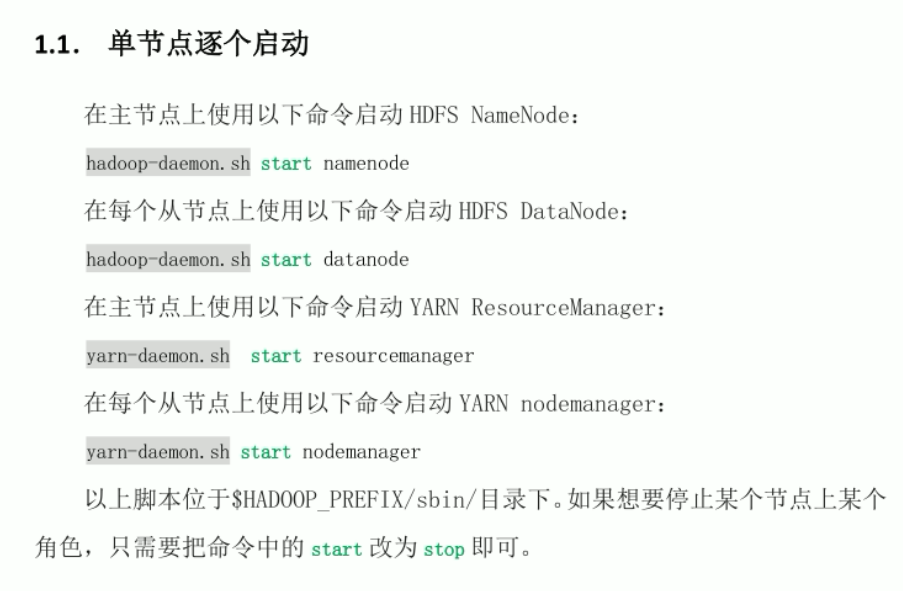 1.1. 单节点逐个启动
在主节点上使用以下命令启动 HDFS NameNode：
hadoop-daemon.sh start namenode
在每个从节点上使用以下命令启动 HDFS DataNode：
hadoop-daemon.sh start datanode
在主节点上使用以下命令启动 YARN ResourceManager：
yarn-daemon.sh start resourcemanager
在每个从节点上使用以下命令启动 YARN nodemanager：
yarn-daemon.sh start nodemanager
以上脚本位于$HADOOP_PREFIX/sbin/目录下。如果想要停止某个节点上某个
角色，只需要把命令中的 start 改为 stop 即可。